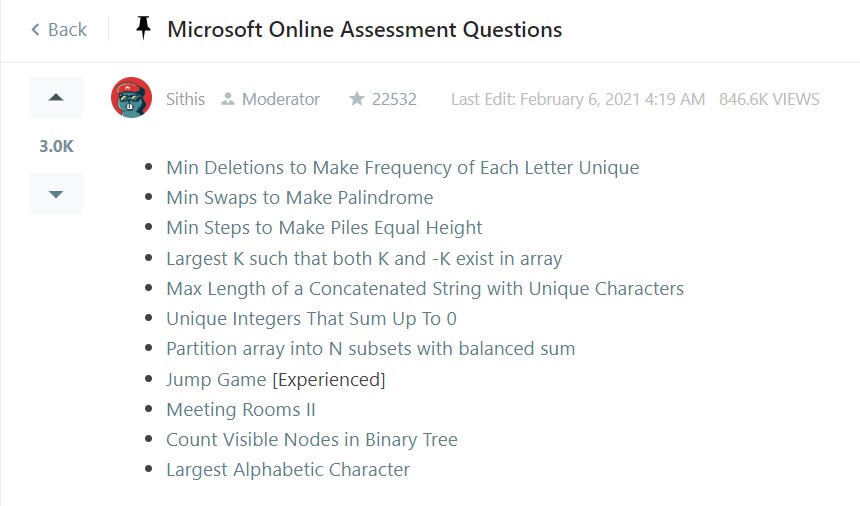 Back
Microsoft Online Assessment Questions
Sithis Moderator 22532 Last Edit: February 6, 2021 4:19 AM 846.6K VIEWS
3.0K
Min Deletions to Make Frequency of Each Letter Unique
Min Swaps to Make Palindrome
Min Steps to Make Piles Equal Height
Largest K such that both K and -K exist in array
Max Length of a Concatenated String with Unique Characters
Unique Integers That Sum Up To 0
Partition array into N subsets with balanced sum
Jump Game [Experienced]
Meeting Rooms II
Count Visible Nodes in Binary Tree
Largest Alphabetic Character